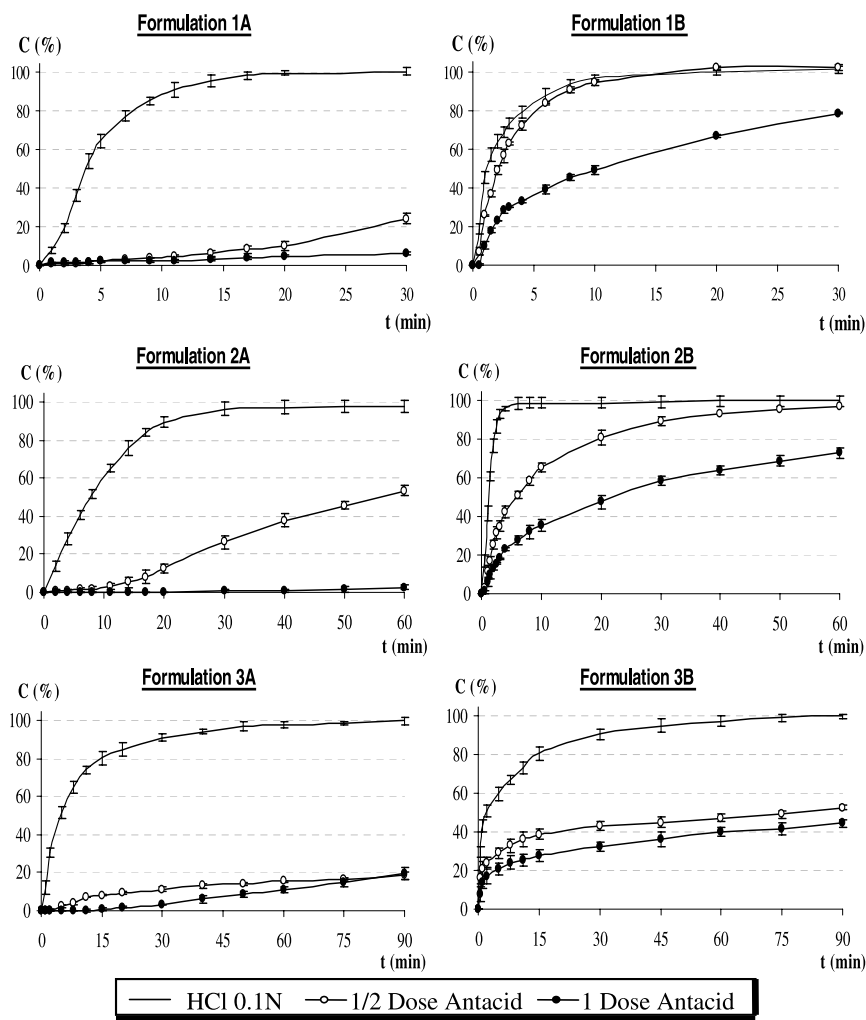 Formulation 1A
C (%)
100
80
60
40
20
0
0 5 10 15 20 25 30
t (min)
Formulation 1B
C (%)
100
80
60
40
20
0
0 5 10 15 20 25 30
t (min)
Formulation 2A
C (%)
100
80
60
40
20
0
0 10 20 30 40 50 60
t (min)
Formulation 2B
C (%)
100
80
60
40
20
0
0 10 20 30 40 50 60
t (min)
Formulation 3A
C (%)
100
80
60
40
20
0
0 15 30 45 60 75 90
t (min)
Formulation 3B
C (%)
100
80
60
40
20
0
0 15 30 45 60 75 90
t (min)
HCl 0.1N 1/2 Dose Antacid 1 Dose Antacid